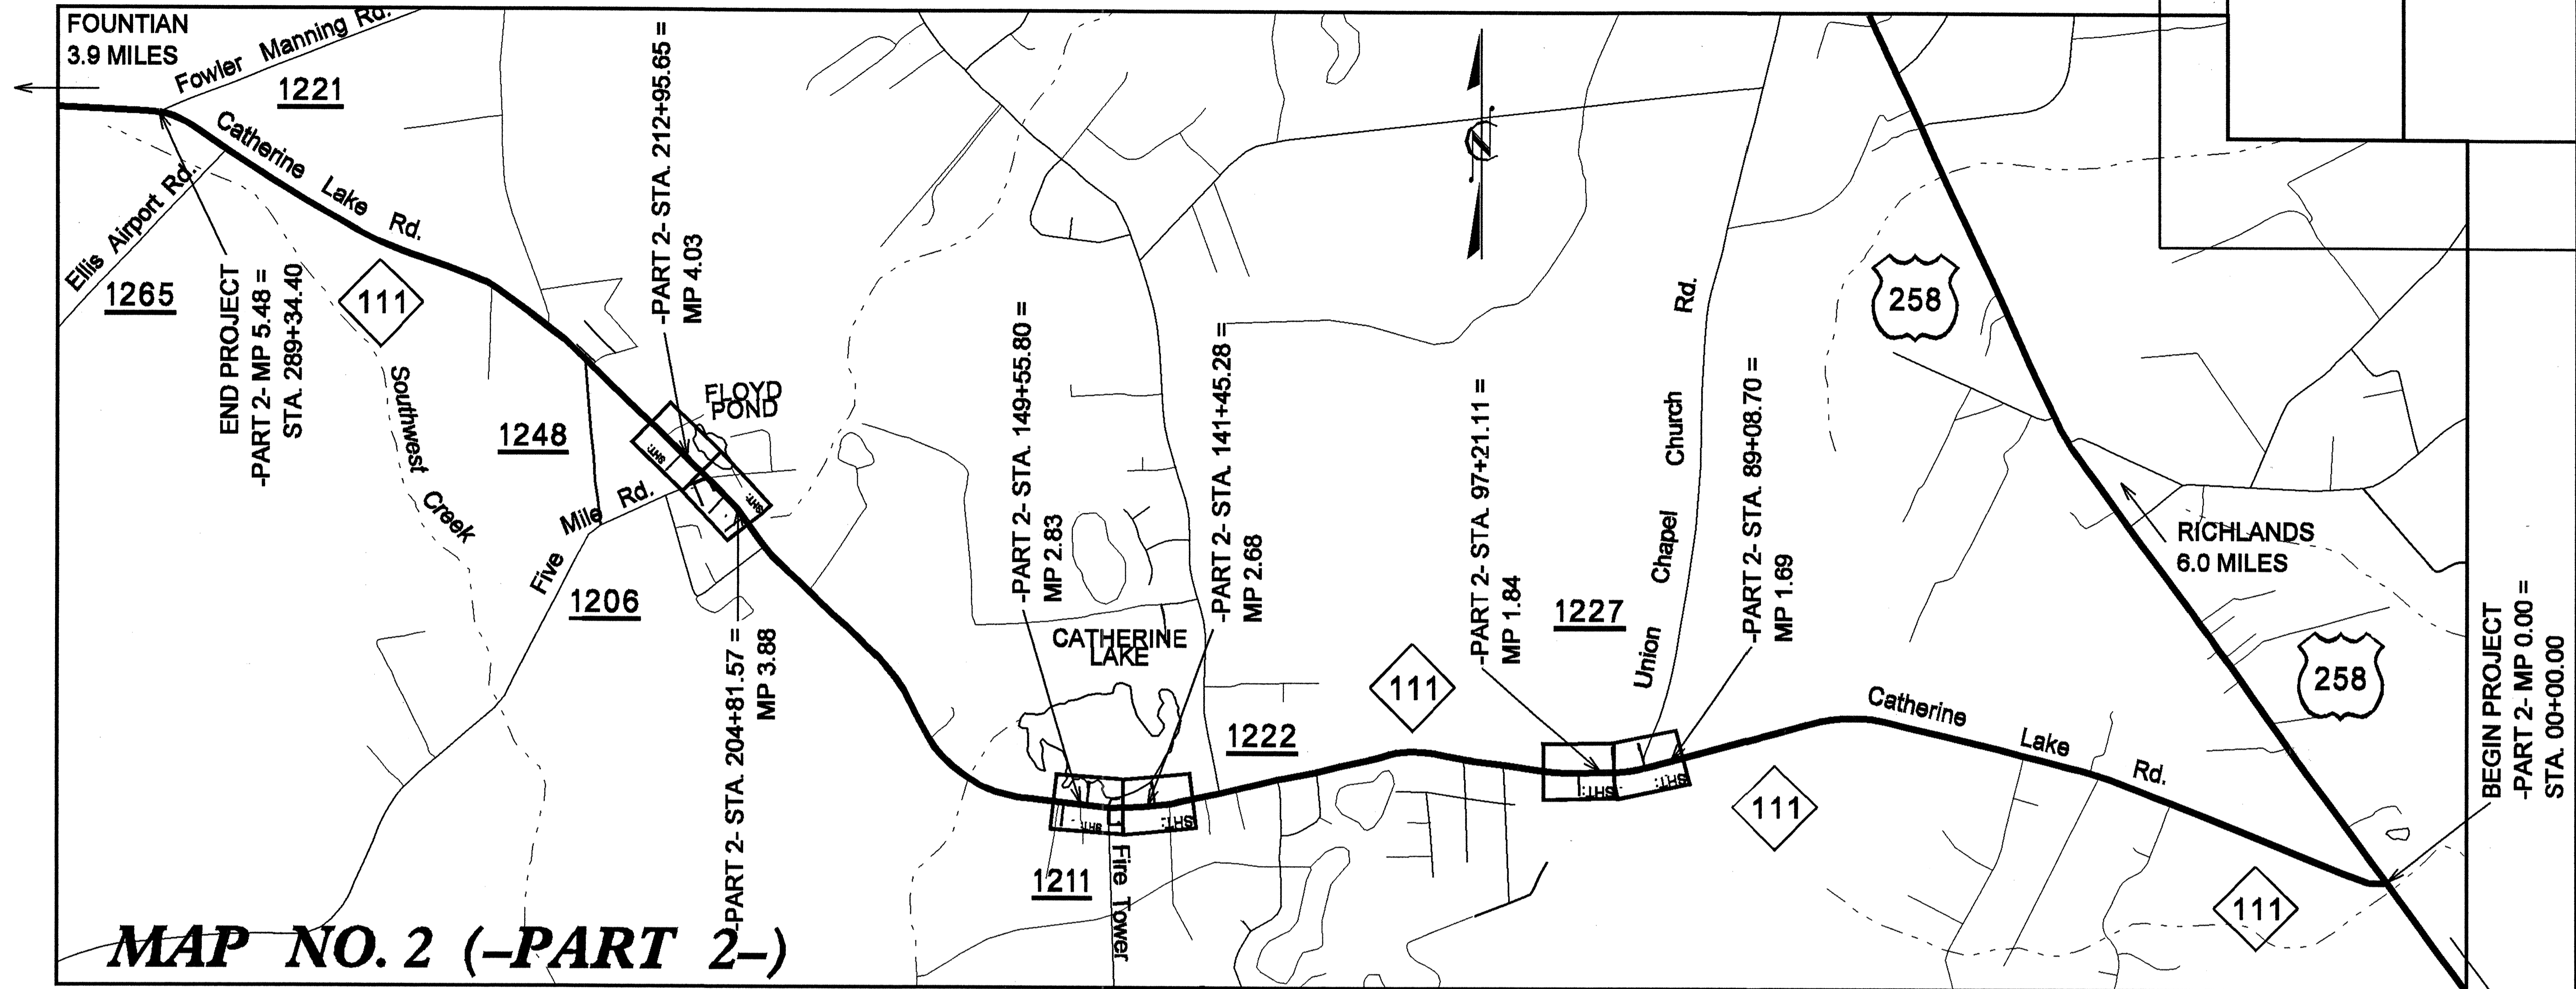 FOUNTIAN
3.9 MILES
Fowler Manning Rd.
1221
Catherine Lake Rd.
Ellis Airport Rd.
1265
END PROJECT
-PART 2- MP 5.48 =
STA. 289+34.40
111
Southwest Creek
-PART 2- STA. 212+95.65 =
MP 4.03
FLOYD
POND
SHT:
SHT:
1248
Five Mile Rd.
1206
-PART 2- STA. 204+81.57 =
MP 3.88
-PART 2- STA. 149+55.80 =
MP 2.83
-PART 2- STA. 141+45.28 =
MP 2.68
CATHERINE
LAKE
SHT:
SHT:
1222
1211
Fire Tower
N
111
-PART 2- STA. 97+21.11 =
MP 1.84
1227
Union Chapel Church Rd.
-PART 2- STA. 89+08.70 =
MP 1.69
SHT:
SHT:
258
RICHLANDS
6.0 MILES
258
Catherine Lake Rd.
111
111
BEGIN PROJECT
-PART 2- MP 0.00 =
STA. 00+00.00
MAP NO. 2 (-PART 2-)